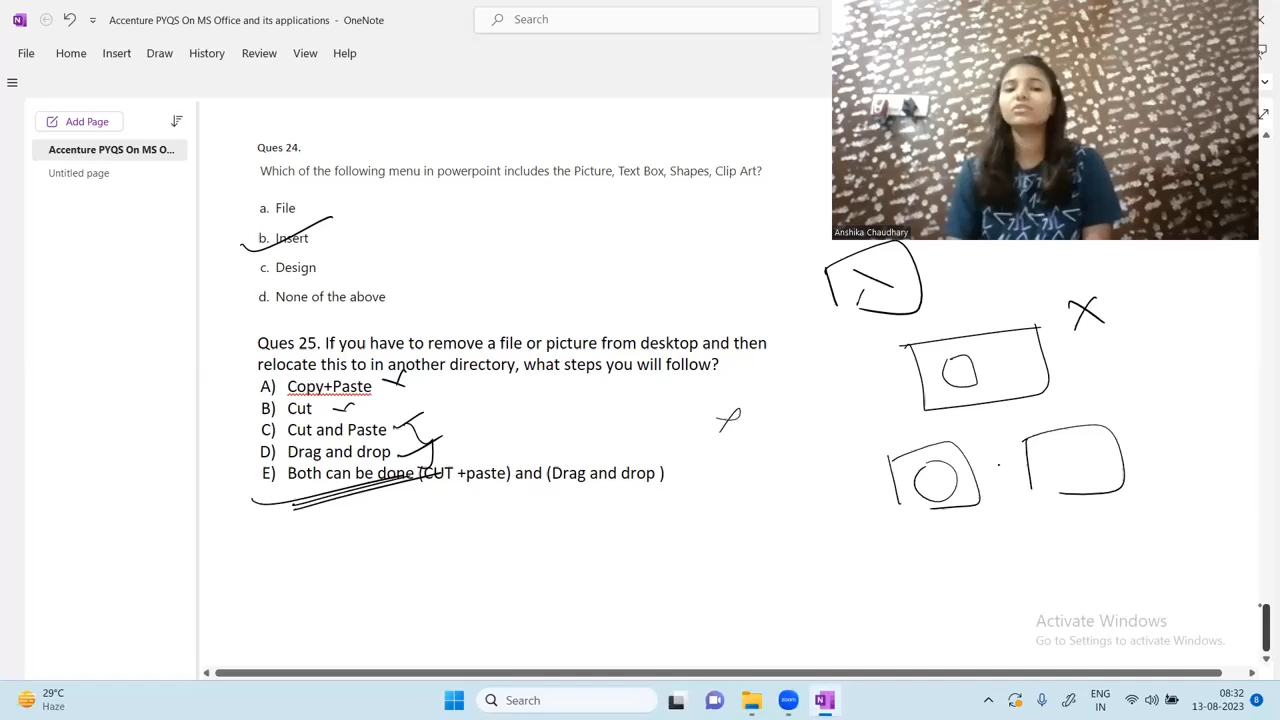 Accenture PYQS On MS Office and its applications - OneNote
Search
File Home Insert Draw History Review View Help
Add Page
Accenture PYQS On MS O...
Untitled page
Anshika Chaudhary
Ques 24.
Which of the following menu in powerpoint includes the Picture, Text Box, Shapes, Clip Art?
a. File
b. Insert
c. Design
d. None of the above
Ques 25. If you have to remove a file or picture from desktop and then
relocate this to in another directory, what steps you will follow?
A) Copy+Paste
B) Cut
C) Cut and Paste
D) Drag and drop
E) Both can be done (CUT +paste) and (Drag and drop )
Activate Windows
Go to Settings to activate Windows.
29°C
Haze
Search
zoom
ENG
IN
08:32
13-08-2023
8